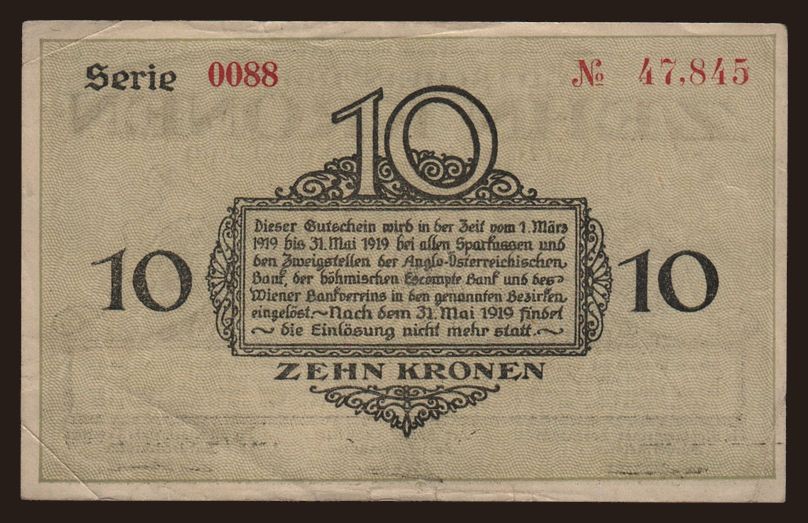 Serie 0088 № 47,845
10
Dieser Gutschein wird in der Zeit vom 1. März
1919 bis 31. Mai 1919 bei allen Sparkassen und
den Zweigstellen der Anglo-Österreichischen
Bank, der böhmischen Escompte Bank und des
Wiener Bankvereins in den genannten Bezirken
eingelöst.~Nach dem 31. Mai 1919 findet
~ die Einlösung nicht mehr statt.~
10 10
ZEHN KRONEN